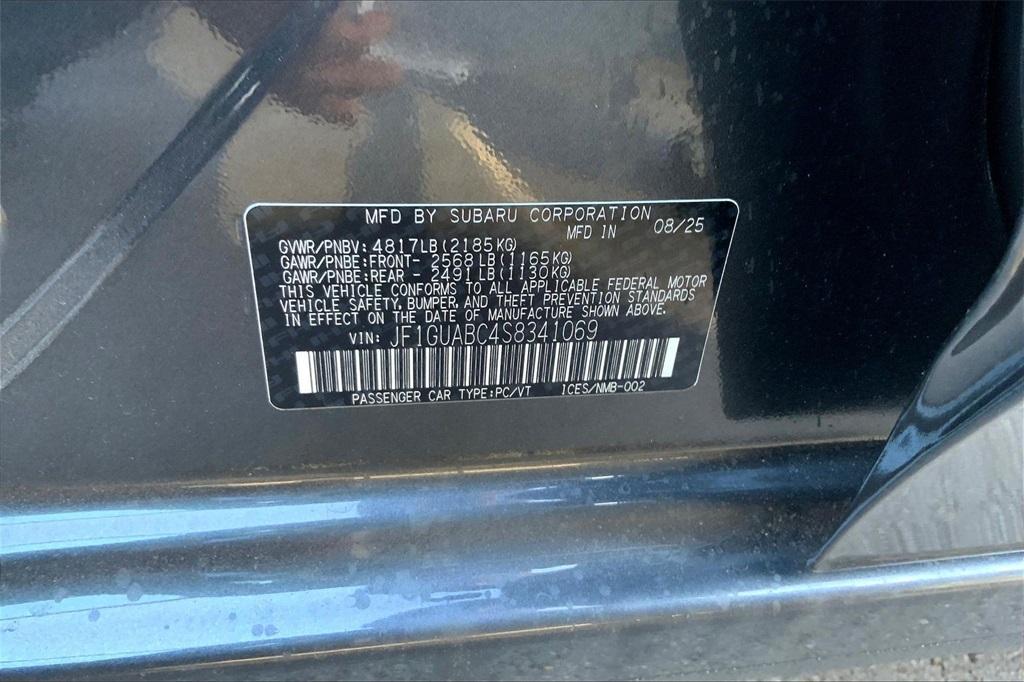 MFD BY SUBARU CORPORATION
MFD IN 08/25
GVWR/PNBV: 4817LB(2185KG)
GAWR/PNBE:FRONT- 2568LB(1165KG)
GAWR/PNBE:REAR - 2491LB(1130KG)
THIS VEHICLE CONFORMS TO ALL APPLICABLE FEDERAL MOTOR
VEHICLE SAFETY, BUMPER, AND THEFT PREVENTION STANDARDS
IN EFFECT ON THE DATE OF MANUFACTURE SHOWN ABOVE.
VIN: JF1GUABC4S8341069
PASSENGER CAR TYPE:PC/VT ICES/NMB-002